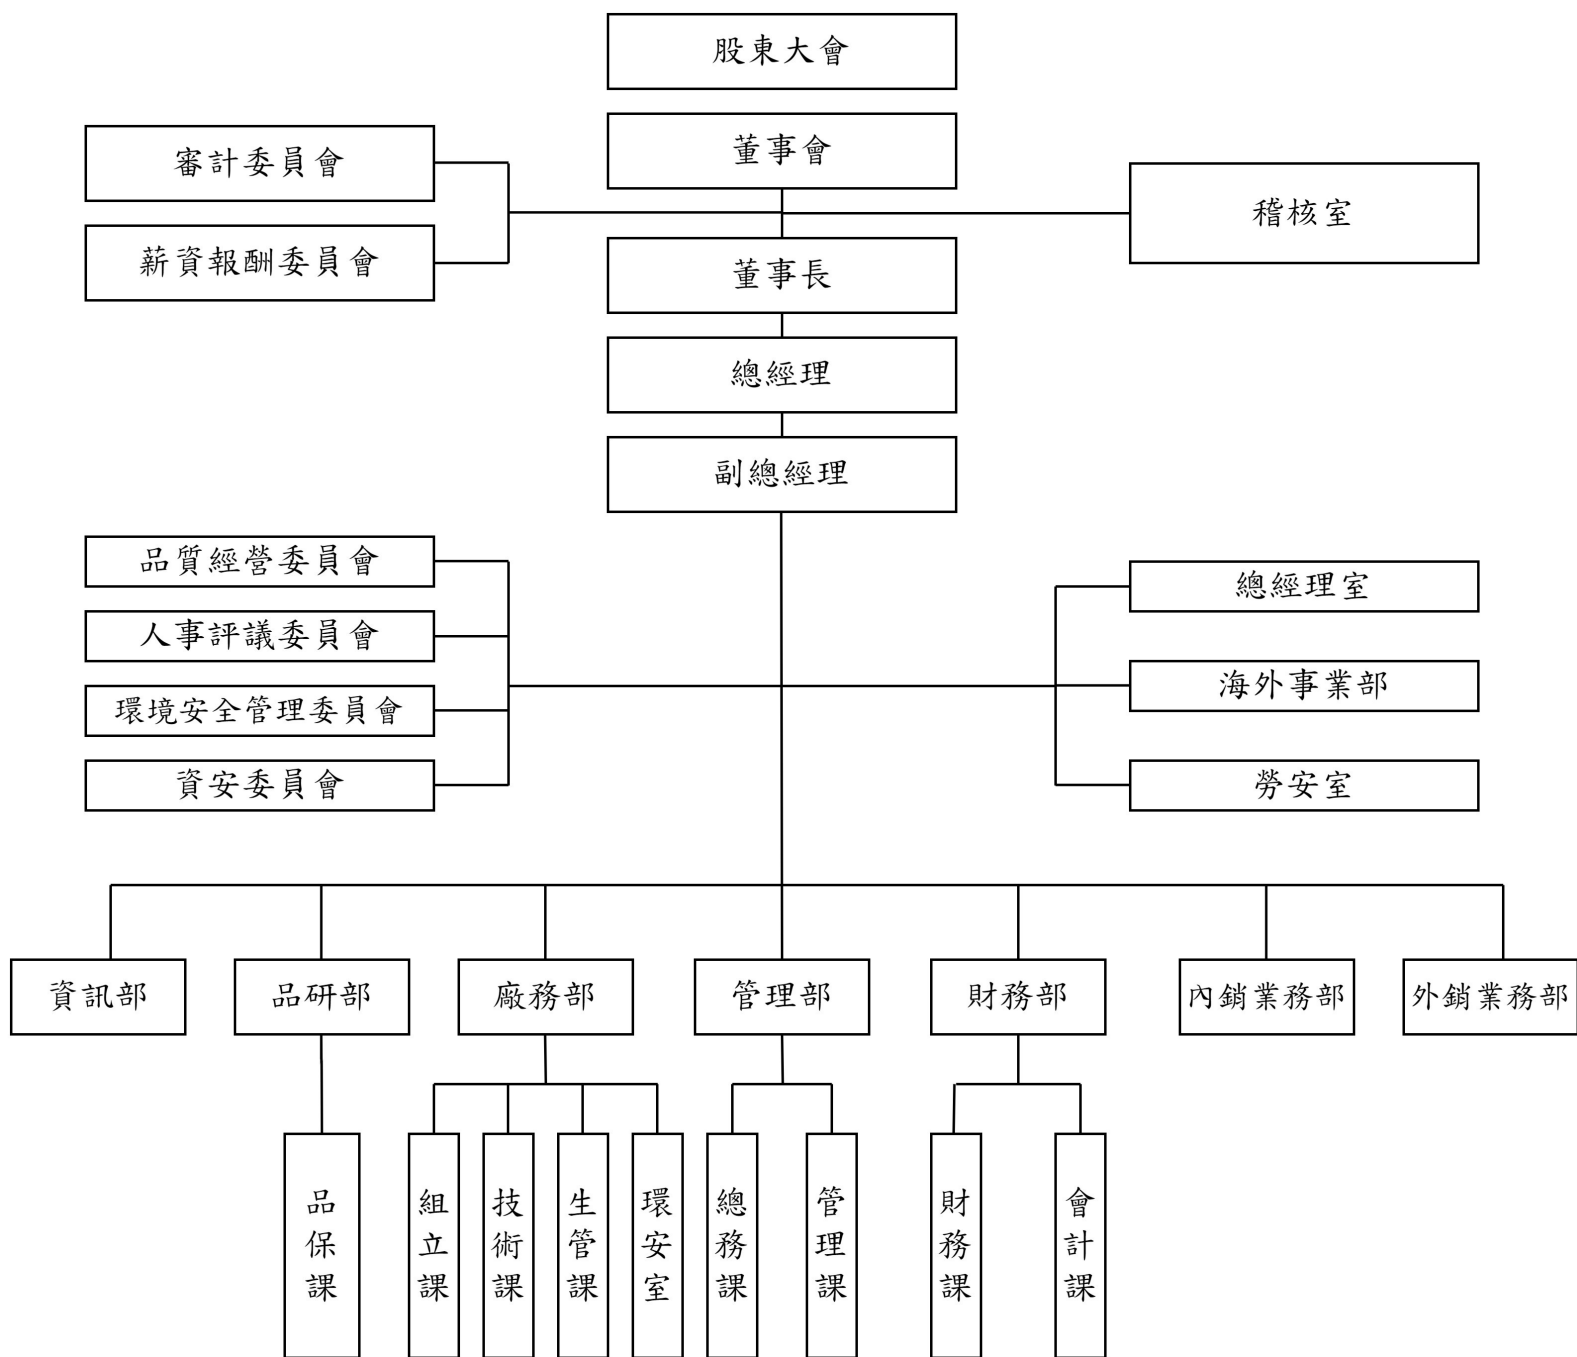 股東大會
董事會
審計委員會
薪資報酬委員會
稽核室
董事長
總經理
副總經理
品質經營委員會
人事評議委員會
環境安全管理委員會
資安委員會
總經理室
海外事業部
勞安室
資訊部
品研部
廠務部
管理部
財務部
內銷業務部
外銷業務部
品保課
組立課
技術課
生管課
環安室
總務課
管理課
財務課
會計課